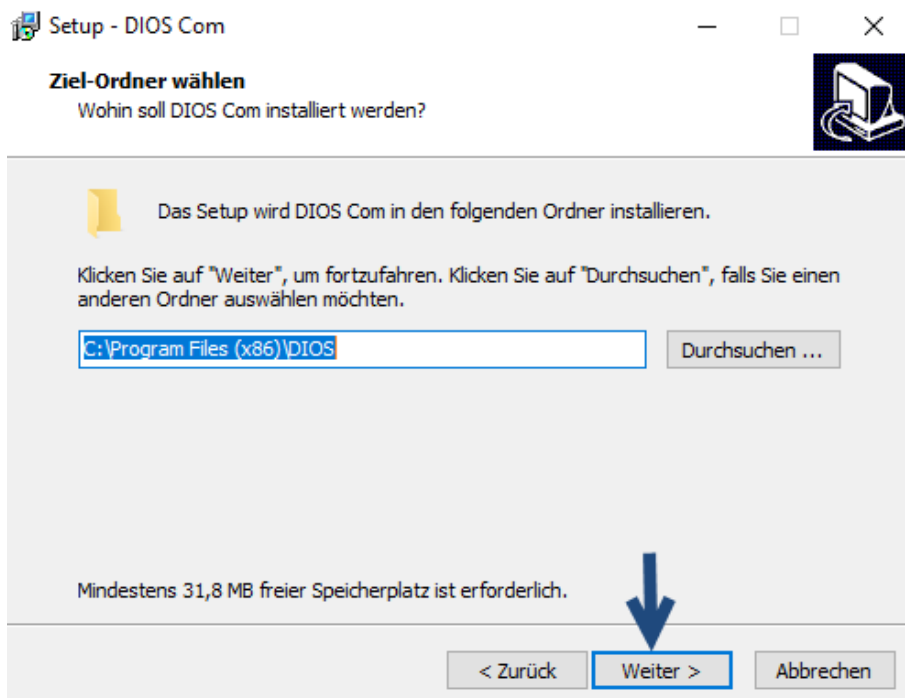 Setup - DIOS Com
Ziel-Ordner wählen
Wohin soll DIOS Com installiert werden?
Das Setup wird DIOS Com in den folgenden Ordner installieren.
Klicken Sie auf "Weiter", um fortzufahren. Klicken Sie auf "Durchsuchen", falls Sie einen
anderen Ordner auswählen möchten.
C:\Program Files (x86)\DIOS
Durchsuchen ...
Mindestens 31,8 MB freier Speicherplatz ist erforderlich.
< Zurück
Weiter >
Abbrechen